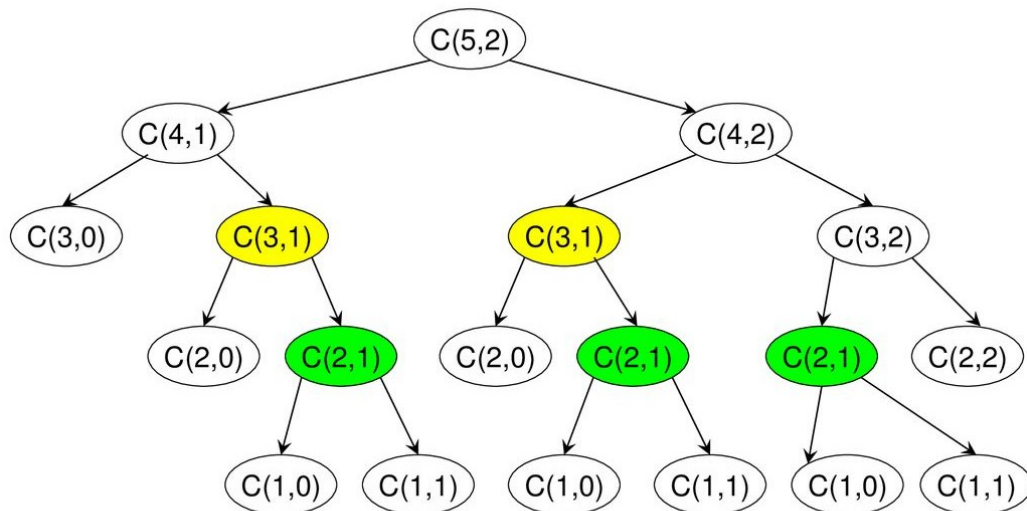 C(5,2)
C(4,1) C(4,2)
C(3,0) C(3,1) C(3,1) C(3,2)
C(2,0) C(2,1) C(2,0) C(2,1) C(2,1) C(2,2)
C(1,0) C(1,1) C(1,0) C(1,1) C(1,0) C(1,1)